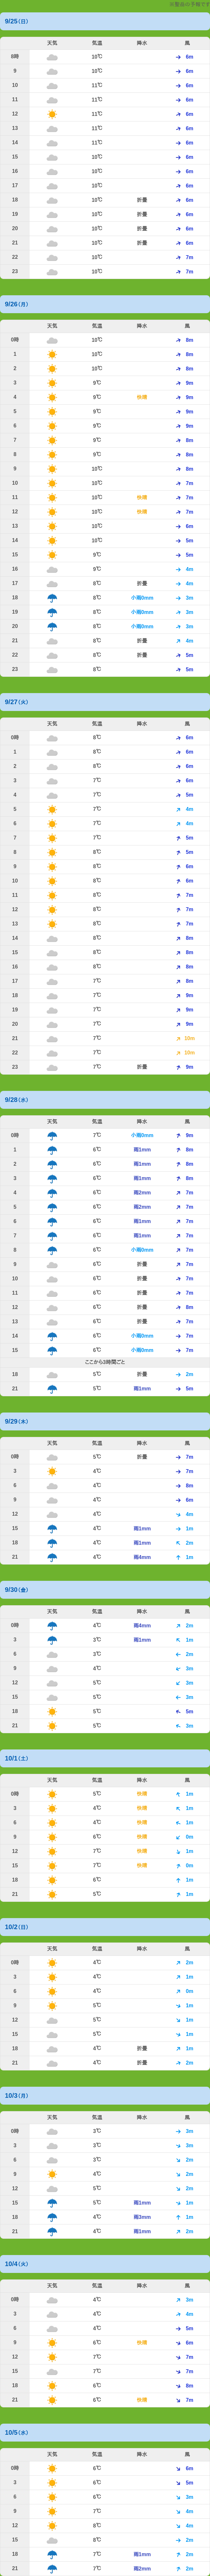 ※最近の予報です
9/25(日)
天気 気温 降水 風
8時 10℃ 6m
9 10℃ 6m
10 11℃ 6m
11 11℃ 6m
12 11℃ 6m
13 11℃ 6m
14 11℃ 6m
15 10℃ 6m
16 10℃ 6m
17 10℃ 6m
18 10℃ 折畳 6m
19 10℃ 折畳 6m
20 10℃ 折畳 6m
21 10℃ 折畳 6m
22 10℃ 7m
23 10℃ 7m
9/26(月)
天気 気温 降水 風
0時 10℃ 8m
1 10℃ 8m
2 10℃ 8m
3 9℃ 9m
4 9℃ 快晴 9m
5 9℃ 9m
6 9℃ 9m
7 9℃ 8m
8 9℃ 8m
9 10℃ 8m
10 10℃ 7m
11 10℃ 快晴 7m
12 10℃ 快晴 7m
13 10℃ 6m
14 10℃ 5m
15 9℃ 5m
16 9℃ 4m
17 8℃ 折畳 4m
18 8℃ 小雨0mm 3m
19 8℃ 小雨0mm 3m
20 8℃ 小雨0mm 3m
21 8℃ 折畳 4m
22 8℃ 折畳 5m
23 8℃ 5m
9/27(火)
天気 気温 降水 風
0時 8℃ 6m
1 8℃ 6m
2 8℃ 6m
3 7℃ 6m
4 7℃ 5m
5 7℃ 4m
6 7℃ 4m
7 7℃ 5m
8 8℃ 5m
9 8℃ 6m
10 8℃ 6m
11 8℃ 7m
12 8℃ 7m
13 8℃ 7m
14 8℃ 8m
15 8℃ 8m
16 8℃ 8m
17 7℃ 8m
18 7℃ 9m
19 7℃ 9m
20 7℃ 9m
21 7℃ 10m
22 7℃ 10m
23 7℃ 折畳 9m
9/28(水)
天気 気温 降水 風
0時 7℃ 小雨0mm 9m
1 6℃ 雨1mm 8m
2 6℃ 雨1mm 8m
3 6℃ 雨1mm 8m
4 6℃ 雨2mm 7m
5 6℃ 雨2mm 7m
6 6℃ 雨1mm 7m
7 6℃ 雨1mm 7m
8 6℃ 小雨0mm 7m
9 6℃ 折畳 7m
10 6℃ 折畳 7m
11 6℃ 折畳 7m
12 6℃ 折畳 8m
13 6℃ 折畳 7m
14 6℃ 小雨0mm 7m
15 6℃ 小雨0mm 7m
ここから3時間ごと
18 5℃ 折畳 2m
21 5℃ 雨1mm 5m
9/29(木)
天気 気温 降水 風
0時 5℃ 折畳 7m
3 4℃ 7m
6 4℃ 8m
9 4℃ 6m
12 4℃ 4m
15 4℃ 雨1mm 1m
18 4℃ 雨1mm 2m
21 4℃ 雨4mm 1m
9/30(金)
天気 気温 降水 風
0時 4℃ 雨4mm 2m
3 3℃ 雨1mm 1m
6 3℃ 2m
9 4℃ 3m
12 5℃ 3m
15 5℃ 3m
18 5℃ 5m
21 5℃ 3m
10/1(土)
天気 気温 降水 風
0時 5℃ 快晴 1m
3 4℃ 快晴 1m
6 4℃ 快晴 1m
9 6℃ 快晴 0m
12 7℃ 快晴 1m
15 7℃ 快晴 0m
18 6℃ 1m
21 5℃ 1m
10/2(日)
天気 気温 降水 風
0時 4℃ 2m
3 4℃ 1m
6 4℃ 0m
9 5℃ 1m
12 5℃ 1m
15 5℃ 1m
18 4℃ 折畳 1m
21 4℃ 折畳 2m
10/3(月)
天気 気温 降水 風
0時 3℃ 3m
3 3℃ 3m
6 3℃ 2m
9 4℃ 2m
12 5℃ 2m
15 5℃ 雨1mm 1m
18 4℃ 雨3mm 1m
21 4℃ 雨1mm 2m
10/4(火)
天気 気温 降水 風
0時 4℃ 3m
3 4℃ 4m
6 4℃ 5m
9 6℃ 快晴 6m
12 7℃ 7m
15 7℃ 7m
18 6℃ 8m
21 6℃ 快晴 7m
10/5(水)
天気 気温 降水 風
0時 6℃ 6m
3 6℃ 5m
6 6℃ 3m
9 7℃ 4m
12 8℃ 4m
15 8℃ 2m
18 7℃ 雨1mm 2m
21 7℃ 雨2mm 2m